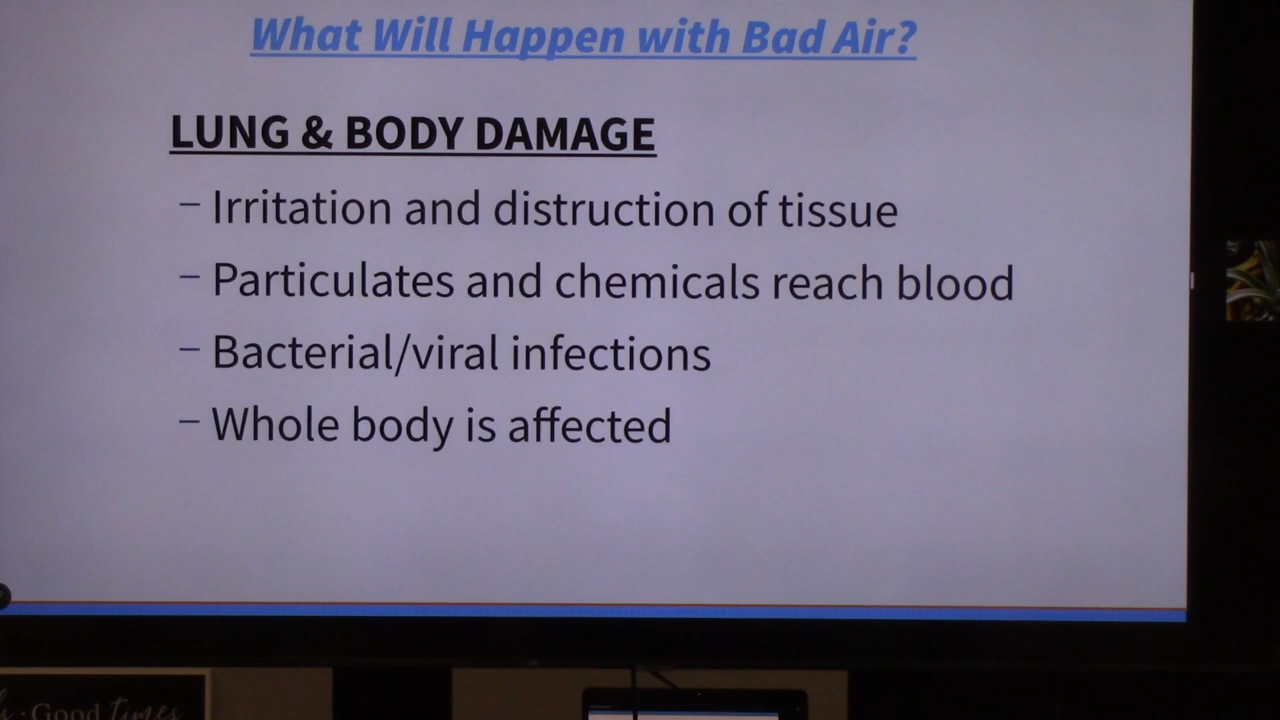 What Will Happen with Bad Air?
LUNG & BODY DAMAGE
– Irritation and distruction of tissue
– Particulates and chemicals reach blood
– Bacterial/viral infections
– Whole body is affected
· Good times